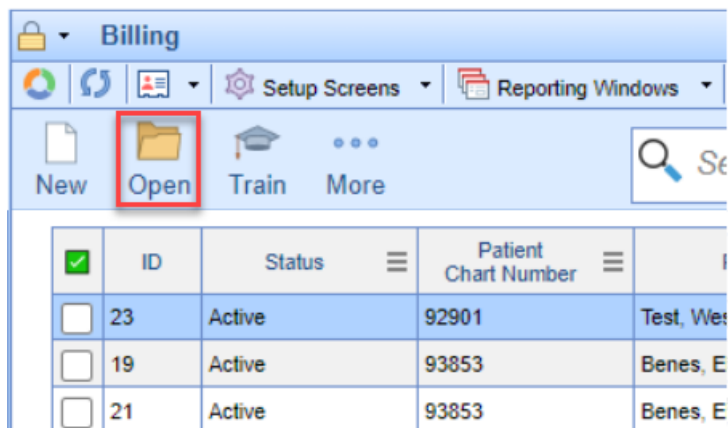 Billing
Setup Screens Reporting Windows
New Open Train More
ID Status Patient Chart Number
23 Active 92901 Test, Wes
19 Active 93853 Benes, E
21 Active 93853 Benes, E